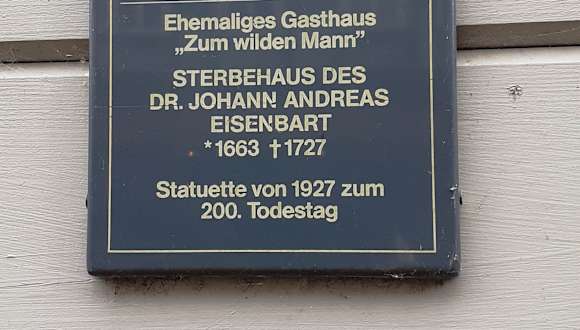 Ehemaliges Gasthaus
„Zum wilden Mann”
STERBEHAUS DES
DR. JOHANN ANDREAS
EISENBART
*1663 †1727
Statuette von 1927 zum
200. Todestag